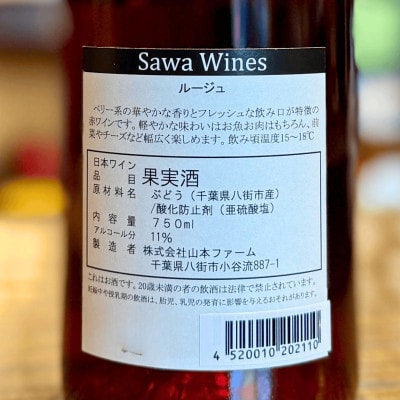 Sawa Wines
ルージュ
ベリー系の華やかな香りとフレッシュな飲み口が特徴の
赤ワインです。軽やかな味わいはお魚お肉はもちろん、前
菜やチーズなど幅広く楽しめます。飲み頃温度15～18℃
日本ワイン
品目 果実酒
原材料名 ぶどう（千葉県八街市産）
/酸化防止剤（亜硫酸塩）
内容量 750ml
アルコール分 11%
製造者 株式会社山本ファーム
千葉県八街市小谷流887-1
これはお酒です。20歳未満の者の飲酒は法律で禁止されています。
妊娠中や授乳期の飲酒は、胎児、乳児の発育に影響を与えるおそれがあります。
4 520010 202110